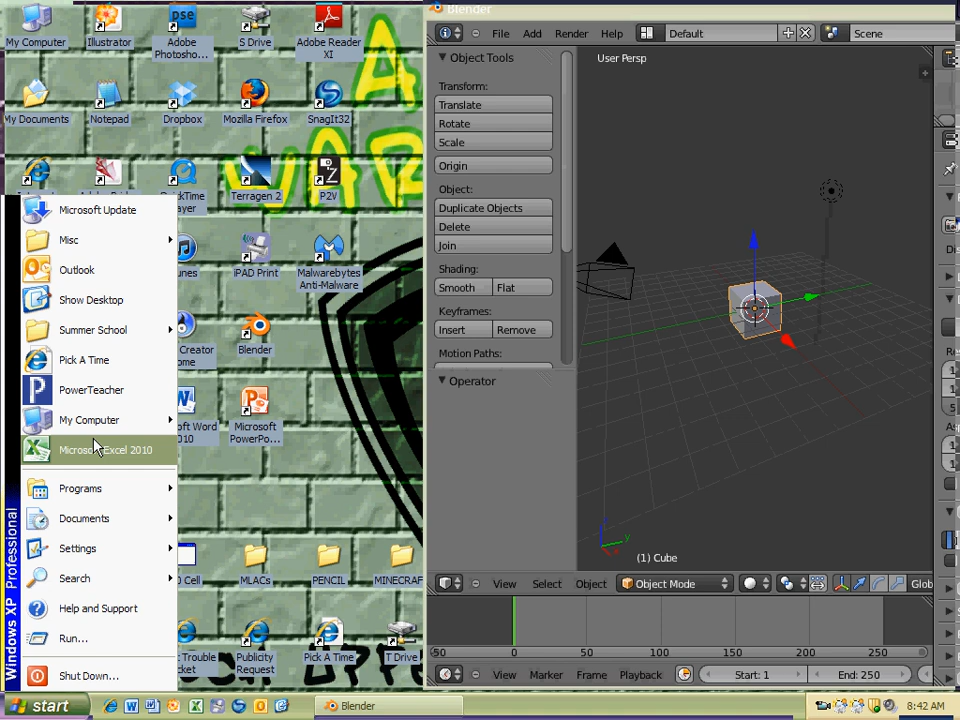 My Computer
Illustrator
Adobe
Photosho...
S Drive
Adobe Reader
XI
My Documents
Notepad
Dropbox
Mozilla Firefox
SnagIt32
Terragen 2
P2V
iPAD Print
Malwarebytes
Anti-Malware
Creator
Blender
Microsoft
PowerPo...
MLACs
PENCIL
MINECRAF
Publicity
Request
Pick A Time
T Drive
Windows XP Professional
Microsoft Update
Misc
Outlook
Show Desktop
Summer School
Pick A Time
PowerTeacher
My Computer
Microsoft Excel 2010
Programs
Documents
Settings
Search
Help and Support
Run...
Shut Down...
Blender
File
Add
Render
Help
Default
Scene
Object Tools
Transform:
Translate
Rotate
Scale
Origin
Object:
Duplicate Objects
Delete
Join
Shading:
Smooth
Flat
Keyframes:
Insert
Remove
Motion Paths:
Operator
User Persp
(1) Cube
View
Select
Object
Object Mode
Glob
-50
0
50
100
150
200
250
View
Marker
Frame
Playback
Start: 1
End: 250
start
Blender
8:42 AM